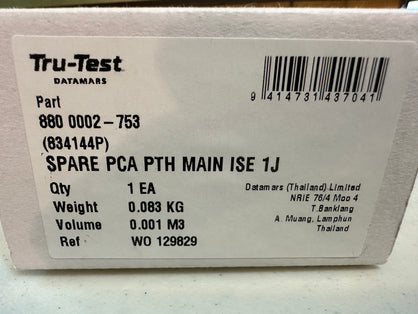 Tru-Test
DATAMARS
9 414731 437041
Part
880 0002-753
(834144P)
SPARE PCA PTH MAIN ISE 1J
Qty 1 EA
Weight 0.083 KG
Volume 0.001 M3
Ref WO 129829
Datamars (Thailand) Limited
NRIE 76/4 Moo 4
T.Banklang
A. Muang, Lamphun
Thailand